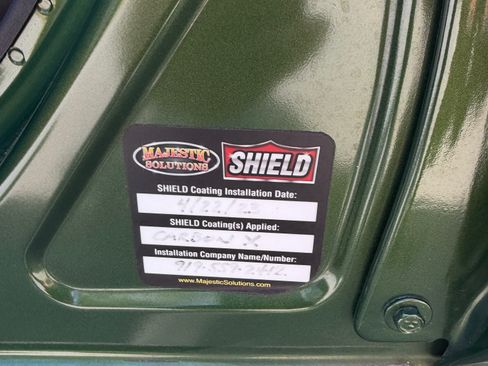 MAJESTIC
SOLUTIONS
SHIELD
SHIELD Coating Installation Date:
4/22/23
SHIELD Coating(s) Applied:
CARBON X
Installation Company Name/Number:
www.MajesticSolutions.com